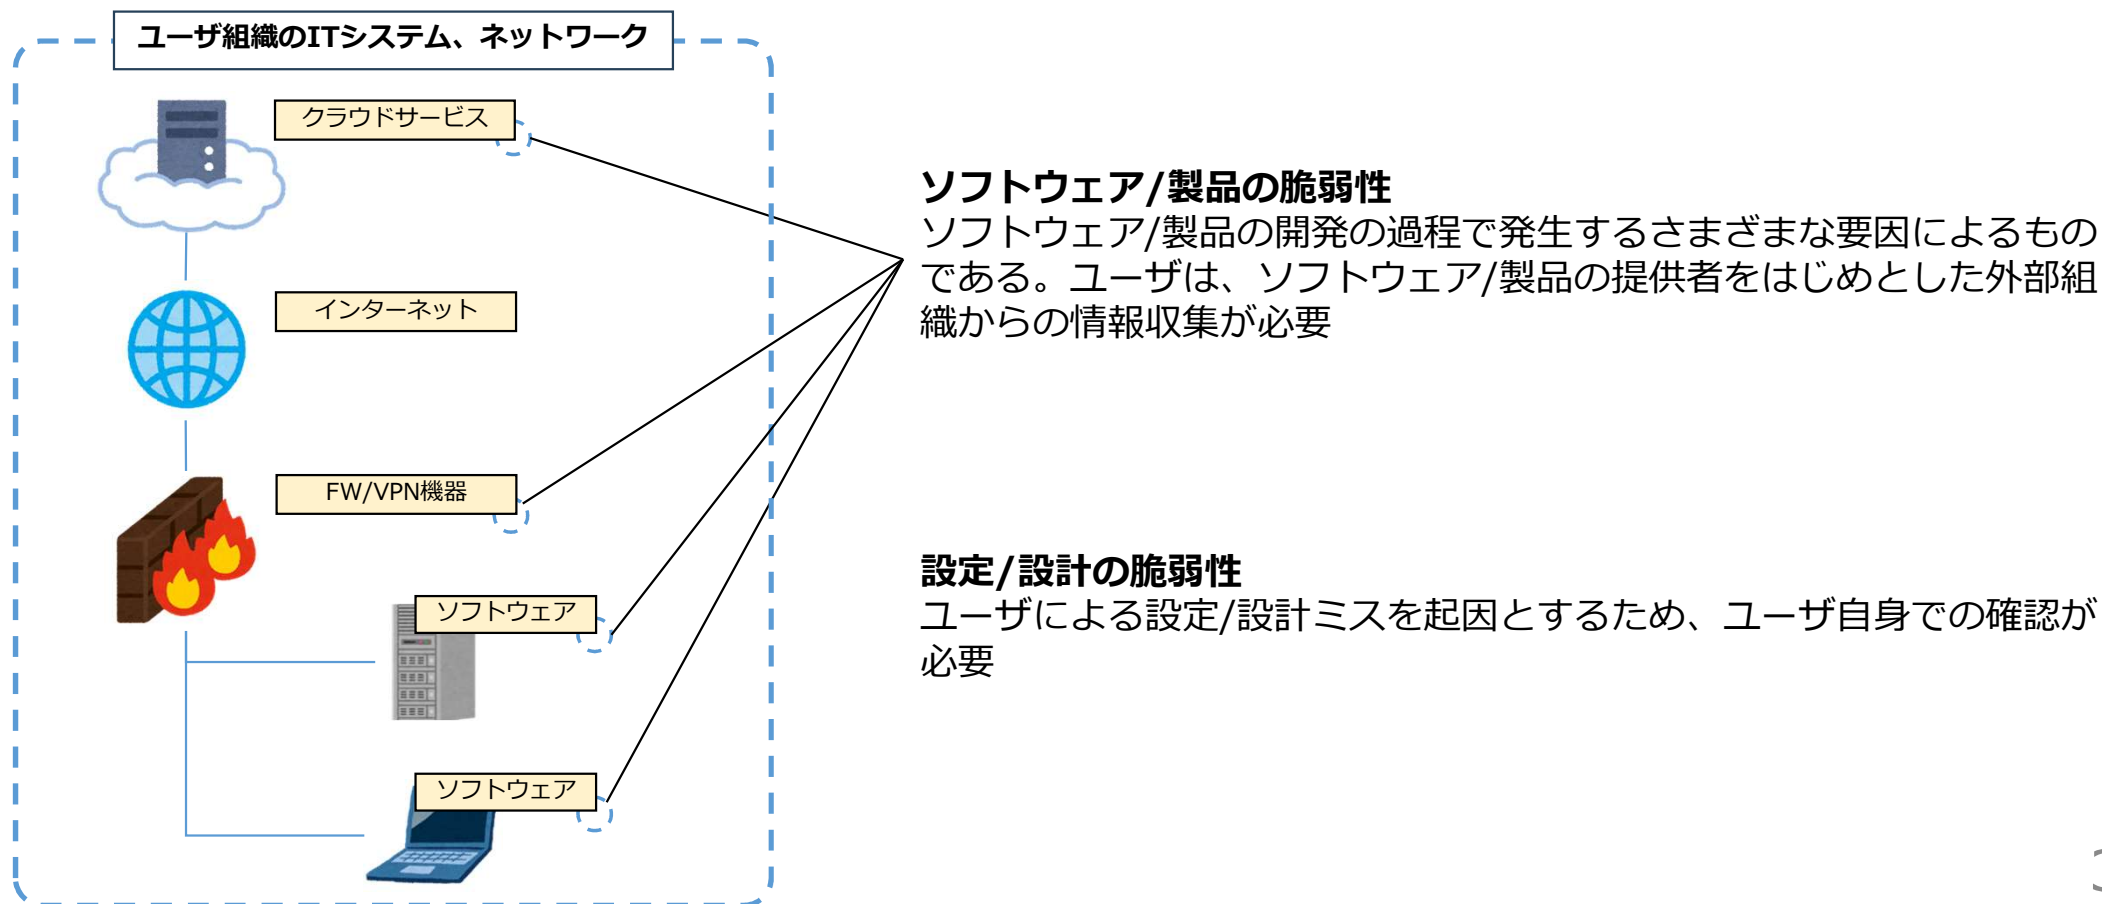 ユーザ組織のITシステム、ネットワーク
クラウドサービス
インターネット
FW/VPN機器
ソフトウェア
ソフトウェア
ソフトウェア/製品の脆弱性
ソフトウェア/製品の開発の過程で発生するさまざまな要因によるもの
である。ユーザは、ソフトウェア/製品の提供者をはじめとした外部組
織からの情報収集が必要
設定/設計の脆弱性
ユーザによる設定/設計ミスを起因とするため、ユーザ自身での確認が
必要